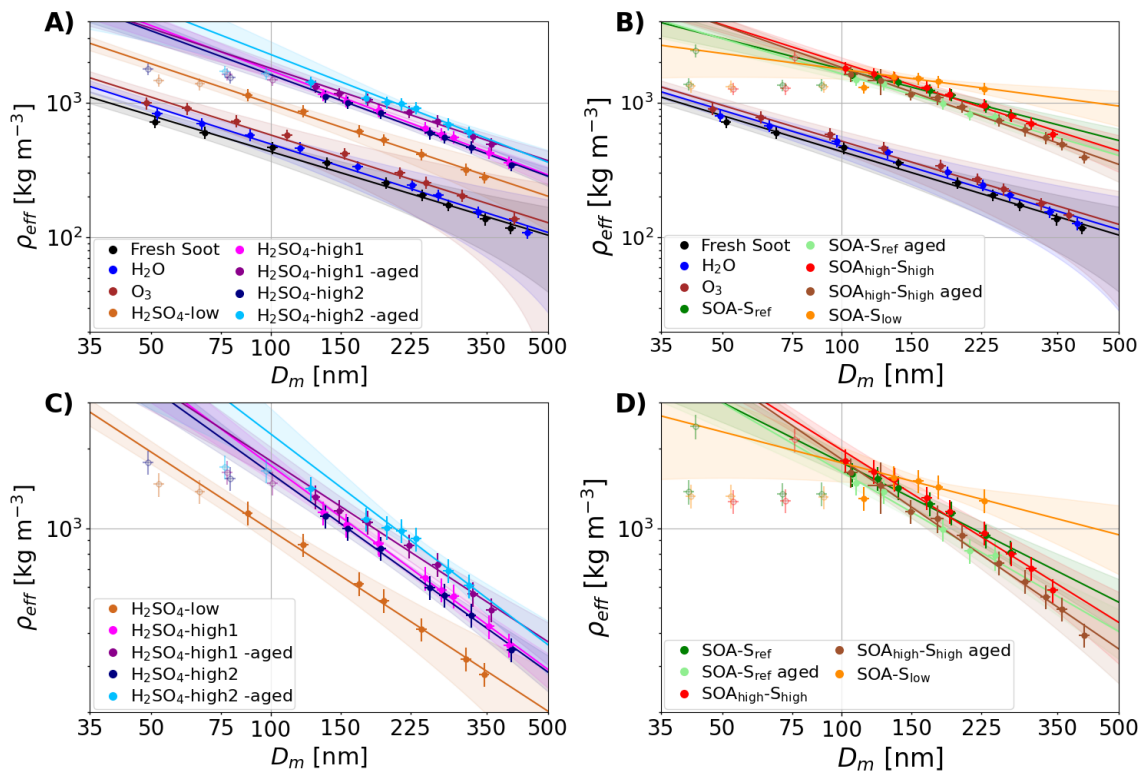 A)
ρeff [kg m⁻³]
10³
10²
Fresh Soot
H₂O
O₃
H₂SO₄-low
H₂SO₄-high1
H₂SO₄-high1 -aged
H₂SO₄-high2
H₂SO₄-high2 -aged
35 50 75 100 150 225 350 500
Dm [nm]
B)
ρeff [kg m⁻³]
10³
10²
Fresh Soot
H₂O
O₃
SOA-Sref
SOA-Sref aged
SOAhigh-Shigh
SOAhigh-Shigh aged
SOA-Slow
35 50 75 100 150 225 350 500
Dm [nm]
C)
ρeff [kg m⁻³]
10³
H₂SO₄-low
H₂SO₄-high1
H₂SO₄-high1 -aged
H₂SO₄-high2
H₂SO₄-high2 -aged
35 50 75 100 150 225 350 500
Dm [nm]
D)
ρeff [kg m⁻³]
10³
SOA-Sref
SOA-Sref aged
SOAhigh-Shigh
SOAhigh-Shigh aged
SOA-Slow
35 50 75 100 150 225 350 500
Dm [nm]